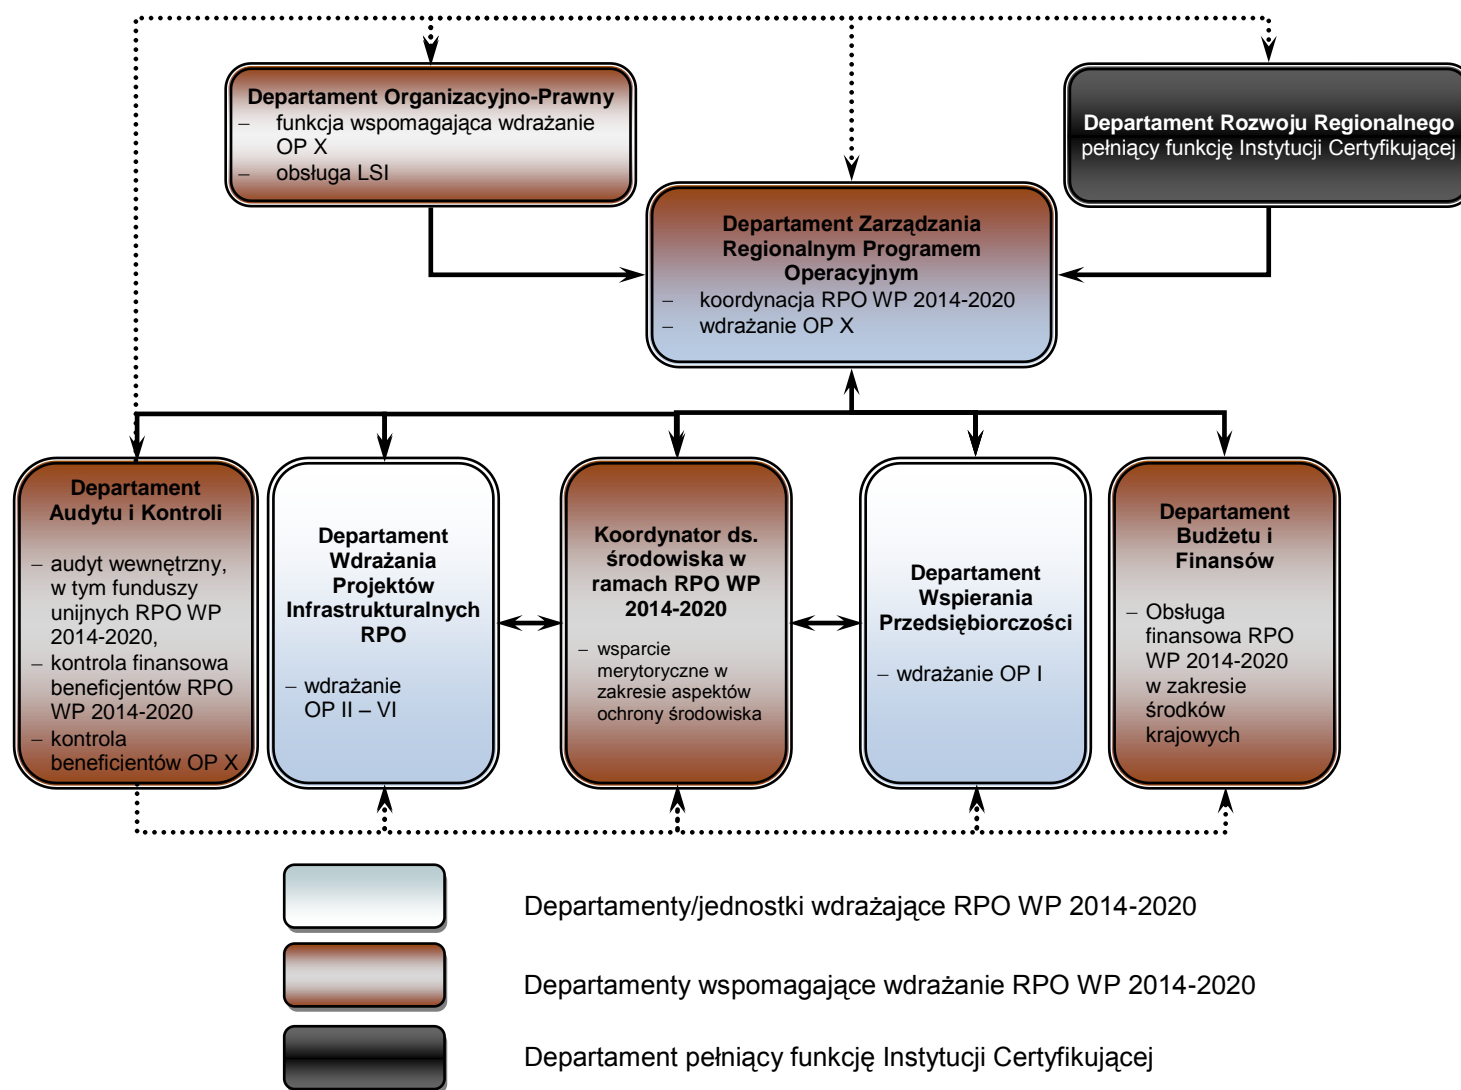 Departament Organizacyjno-Prawny
– funkcja wspomagająca wdrażanie
OP X
– obsługa LSI
Departament Rozwoju Regionalnego
pełniący funkcję Instytucji Certyfikującej
Departament Zarządzania
Regionalnym Programem
Operacyjnym
– koordynacja RPO WP 2014-2020
– wdrażanie OP X
Departament
Audytu i Kontroli
– audyt wewnętrzny,
w tym funduszy
unijnych RPO WP
2014-2020,
– kontrola finansowa
beneficjentów RPO
WP 2014-2020
– kontrola
beneficientów OP X
Departament
Wdrażania
Projektów
Infrastrukturalnych
RPO
– wdrażanie
OP II – VI
Koordynator ds.
środowiska w
ramach RPO WP
2014-2020
– wsparcie
merytoryczne w
zakresie aspektów
ochrony środowiska
Departament
Wspierania
Przedsiębiorczości
– wdrażanie OP I
Departament
Budżetu i
Finansów
– Obsługa
finansowa RPO
WP 2014-2020
w zakresie
środków
krajowych
Departamenty/jednostki wdrażające RPO WP 2014-2020
Departamenty wspomagające wdrażanie RPO WP 2014-2020
Departament pełniący funkcję Instytucji Certyfikującej